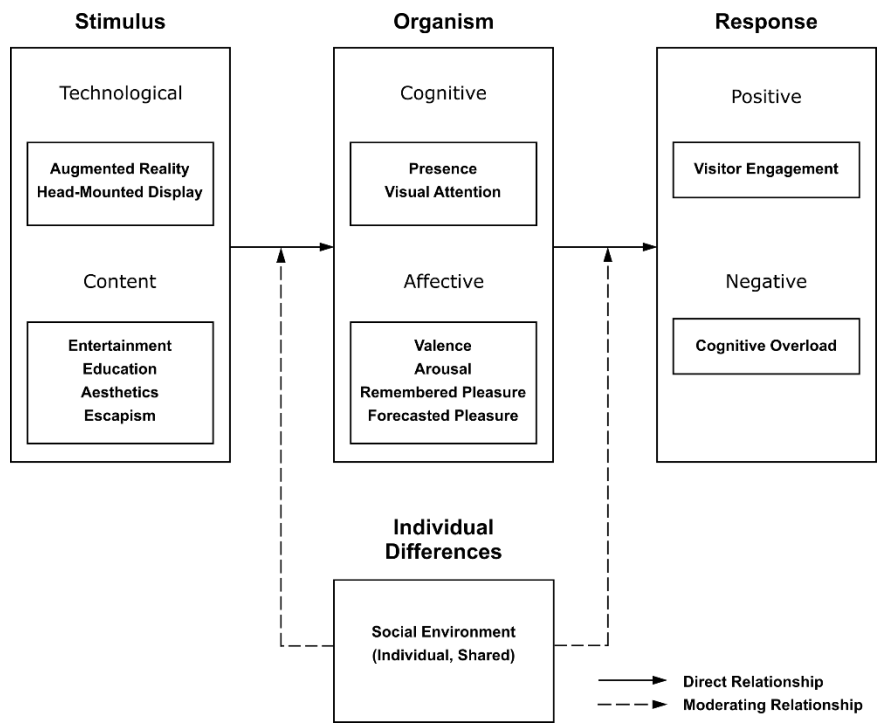 Stimulus
Technological
Augmented Reality
Head-Mounted Display
Content
Entertainment
Education
Aesthetics
Escapism
Organism
Cognitive
Presence
Visual Attention
Affective
Valence
Arousal
Remembered Pleasure
Forecasted Pleasure
Response
Positive
Visitor Engagement
Negative
Cognitive Overload
Individual
Differences
Social Environment
(Individual, Shared)
Direct Relationship
Moderating Relationship